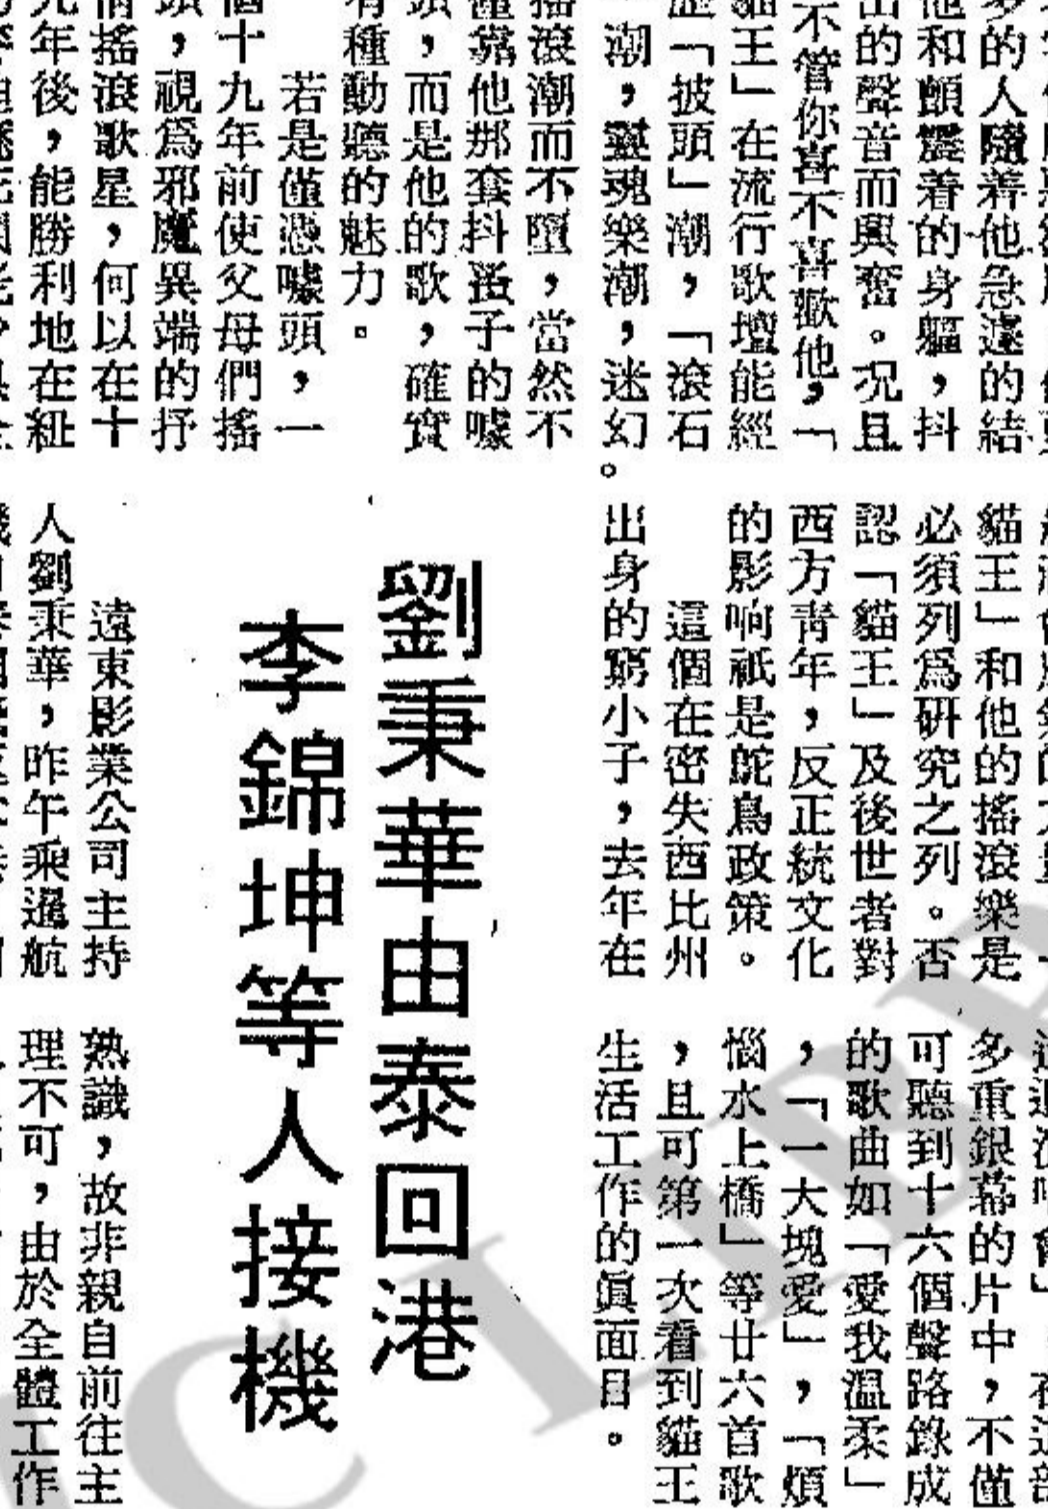 多的人隨着他急遽的結
他和顫震着的身軀，抖
出的聲音而興奮。況且
不管你喜不喜歡他，「
貓王」在流行歌壇能經
歷「披頭」潮，「滾石
」潮，靈魂樂潮，迷幻。
搖滾潮而不墮，當然不
僅靠他那套抖蚤子的噱
頭，而是他的歌，確實
有種動聽的魅力。
若是僅憑噱頭，一
個十九年前使父母們搖
頭，視爲邪魔異端的抒
情搖滾歌星，何以在十
九年後，能勝利地在紐
貓王」和他的搖滾樂是
必須列爲研究之列。否
認「貓王」及後世者對
西方青年，反正統文化
的影响祇是鴕鳥政策。
這個在密失西比州
出身的窮小子，去年在
多重銀幕的片中，不僅
可聽到十六個聲路錄成
的歌曲如「愛我溫柔」
，「一大塊愛」，「煩
惱水上橋」等廿六首歌
，且可第一次看到貓王
生活工作的眞面目。
劉秉華由泰回港
李錦坤等人接機
遠東影業公司主持
人劉秉華，昨午乘暹航
熟識，故非親自前往主
理不可，由於全體工作